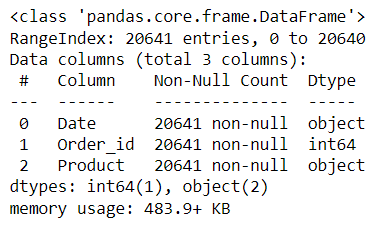 <class 'pandas.core.frame.DataFrame'>
RangeIndex: 20641 entries, 0 to 20640
Data columns (total 3 columns):
 #   Column    Non-Null Count  Dtype
---  ------    --------------  -----
 0   Date      20641 non-null  object
 1   Order_id  20641 non-null  int64
 2   Product   20641 non-null  object
dtypes: int64(1), object(2)
memory usage: 483.9+ KB